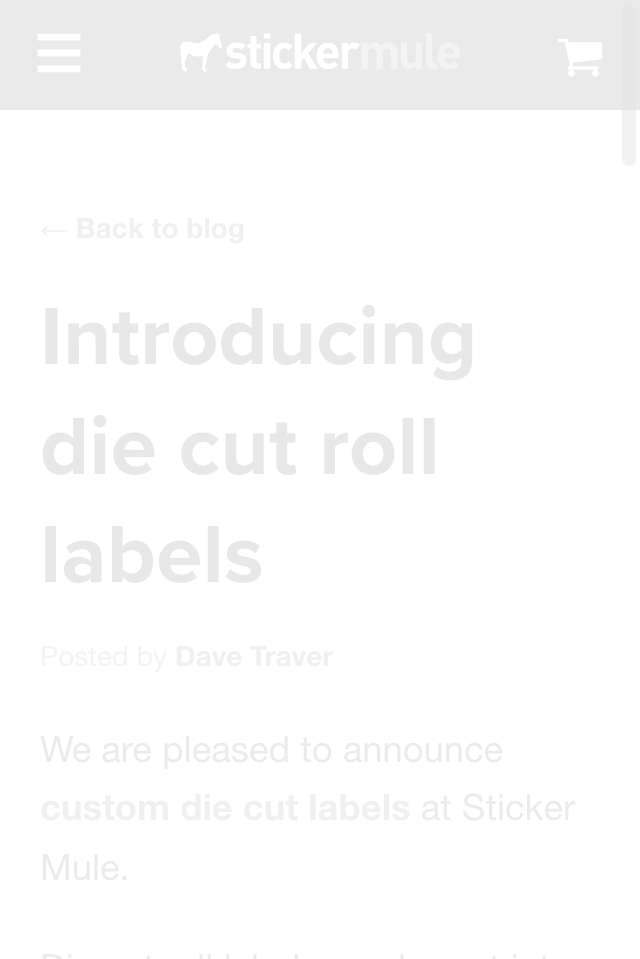 stickermule
← Back to blog
Introducing
die cut roll
labels
Posted by Dave Traver
We are pleased to announce
custom die cut labels at Sticker
Mule.